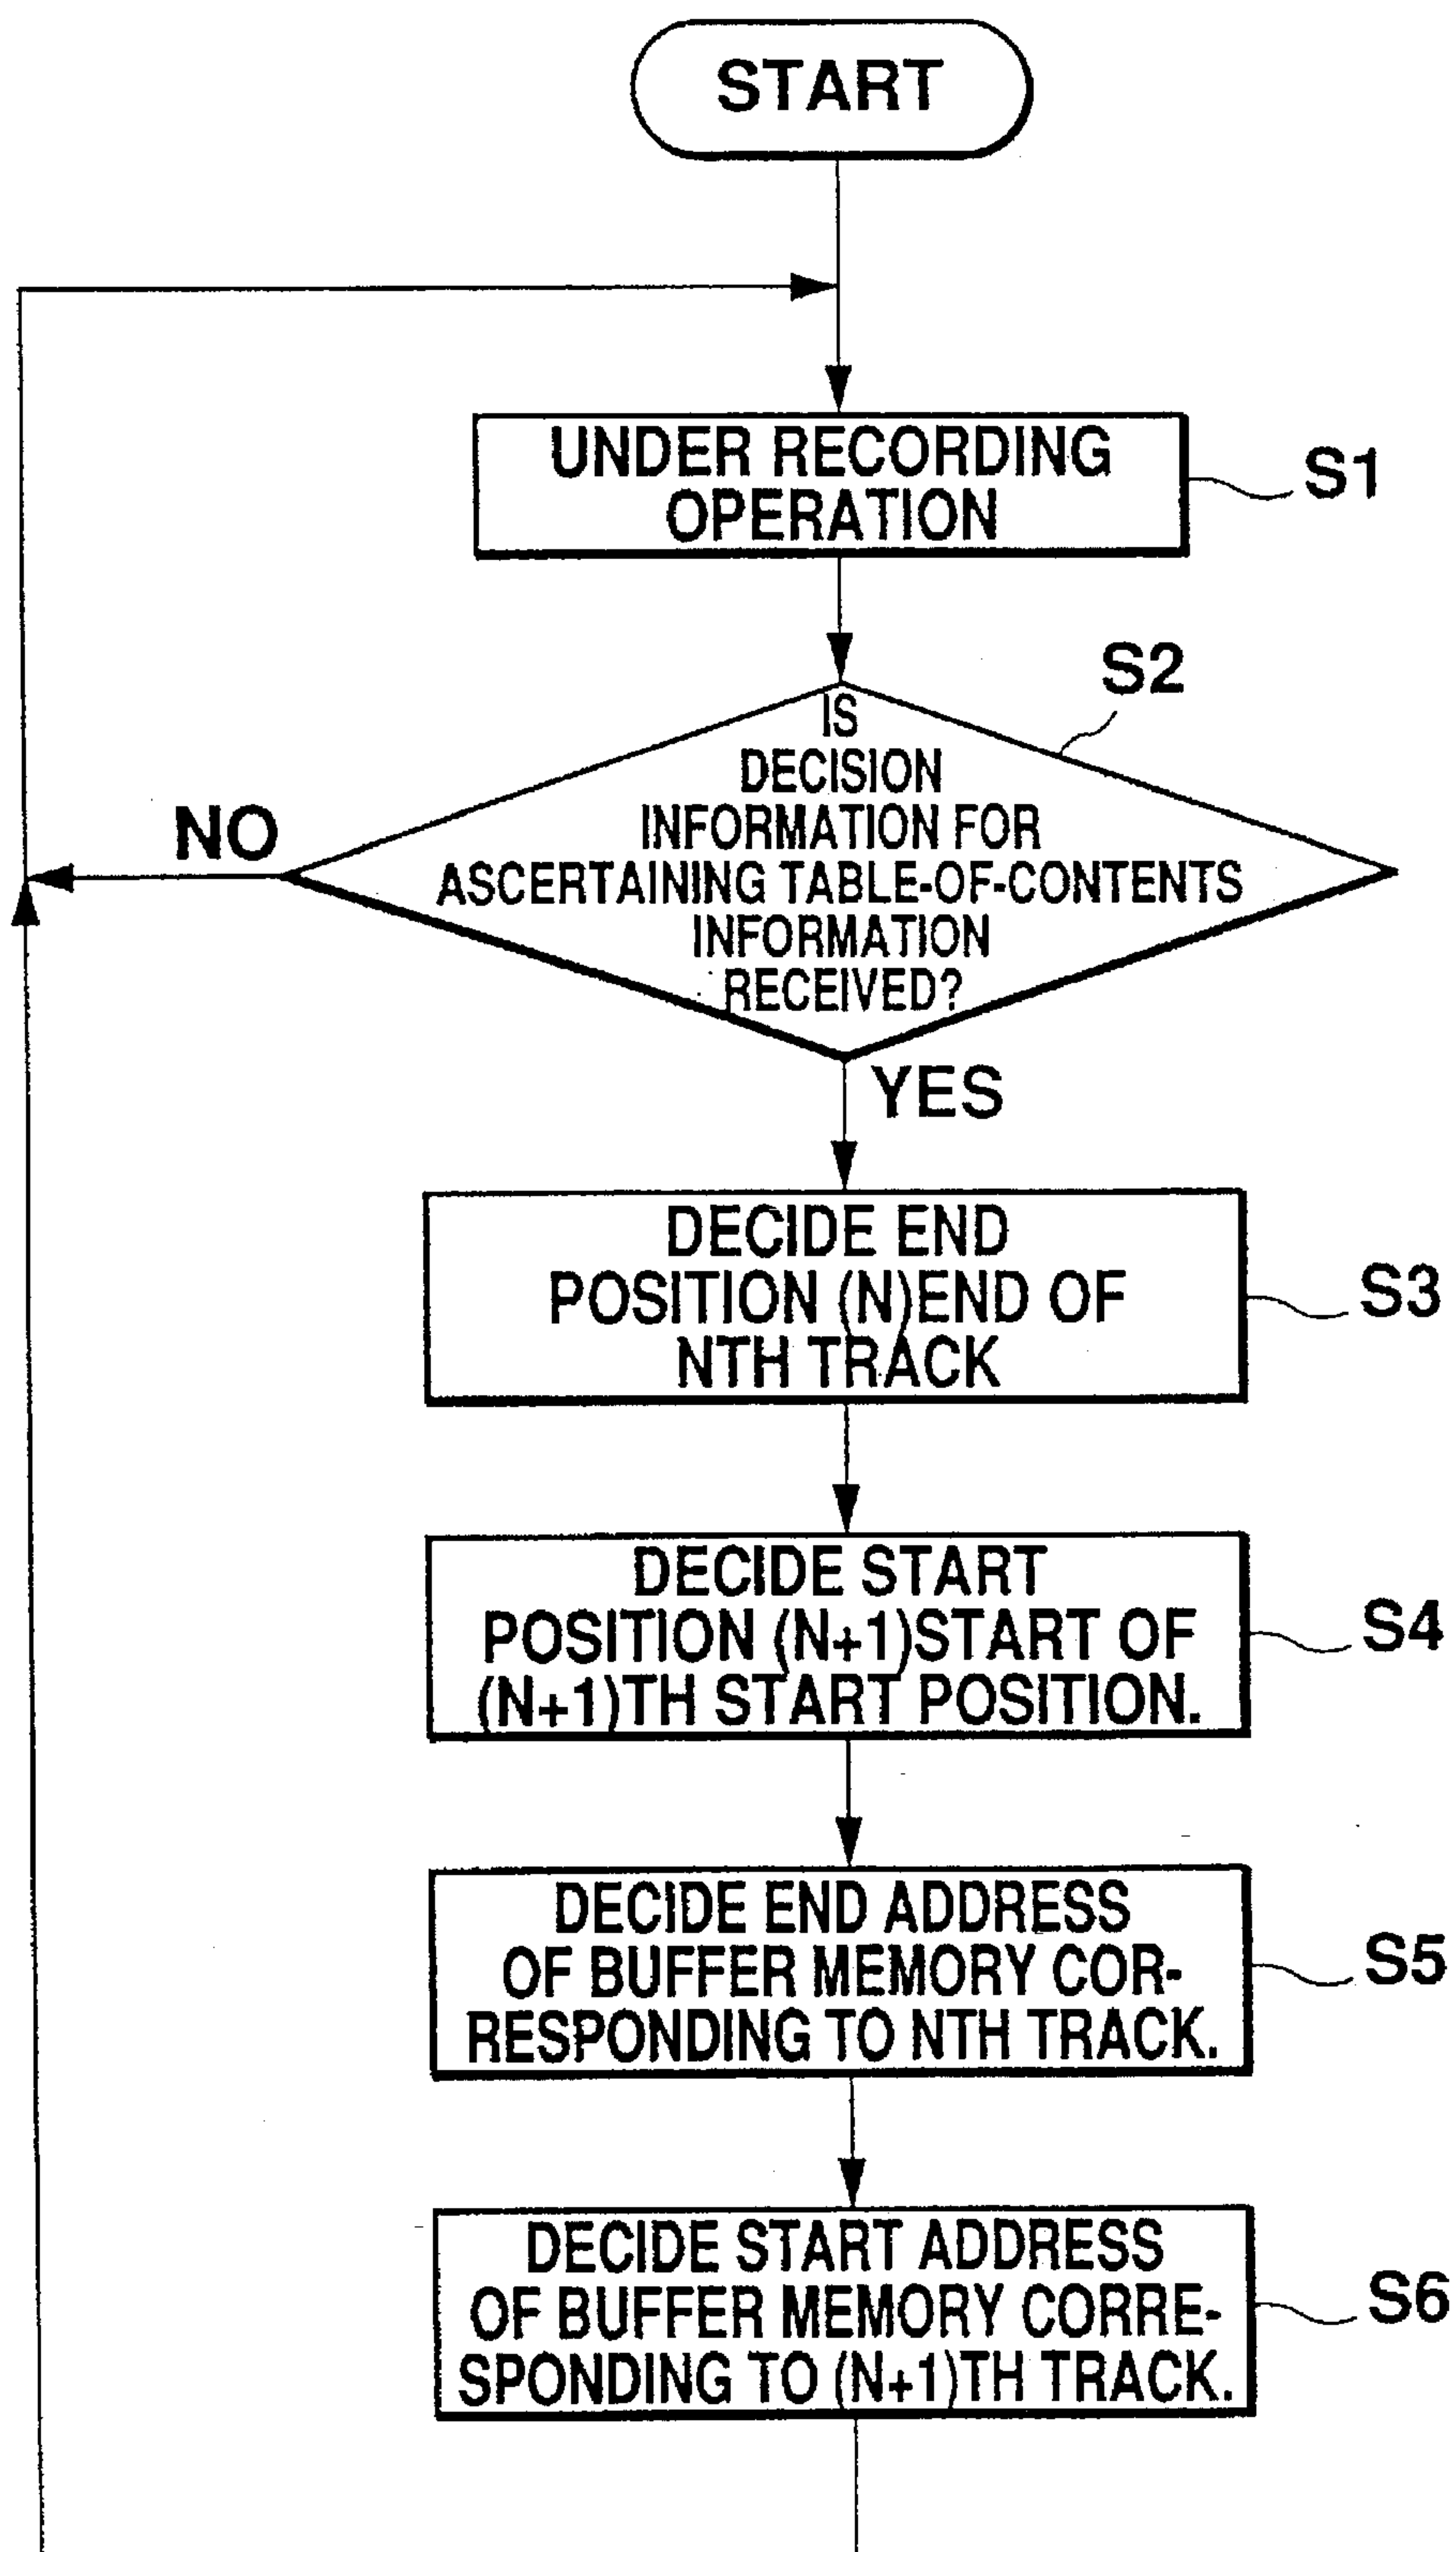 START
UNDER RECORDING
OPERATION
S1
S2
IS
DECISION
INFORMATION FOR
ASCERTAINING TABLE-OF-CONTENTS
INFORMATION
RECEIVED?
NO
YES
DECIDE END
POSITION (N)END OF
NTH TRACK
S3
DECIDE START
POSITION (N+1)START OF
(N+1)TH START POSITION.
S4
DECIDE END ADDRESS
OF BUFFER MEMORY COR-
RESPONDING TO NTH TRACK.
S5
DECIDE START ADDRESS
OF BUFFER MEMORY CORRE-
SPONDING TO (N+1)TH TRACK.
S6